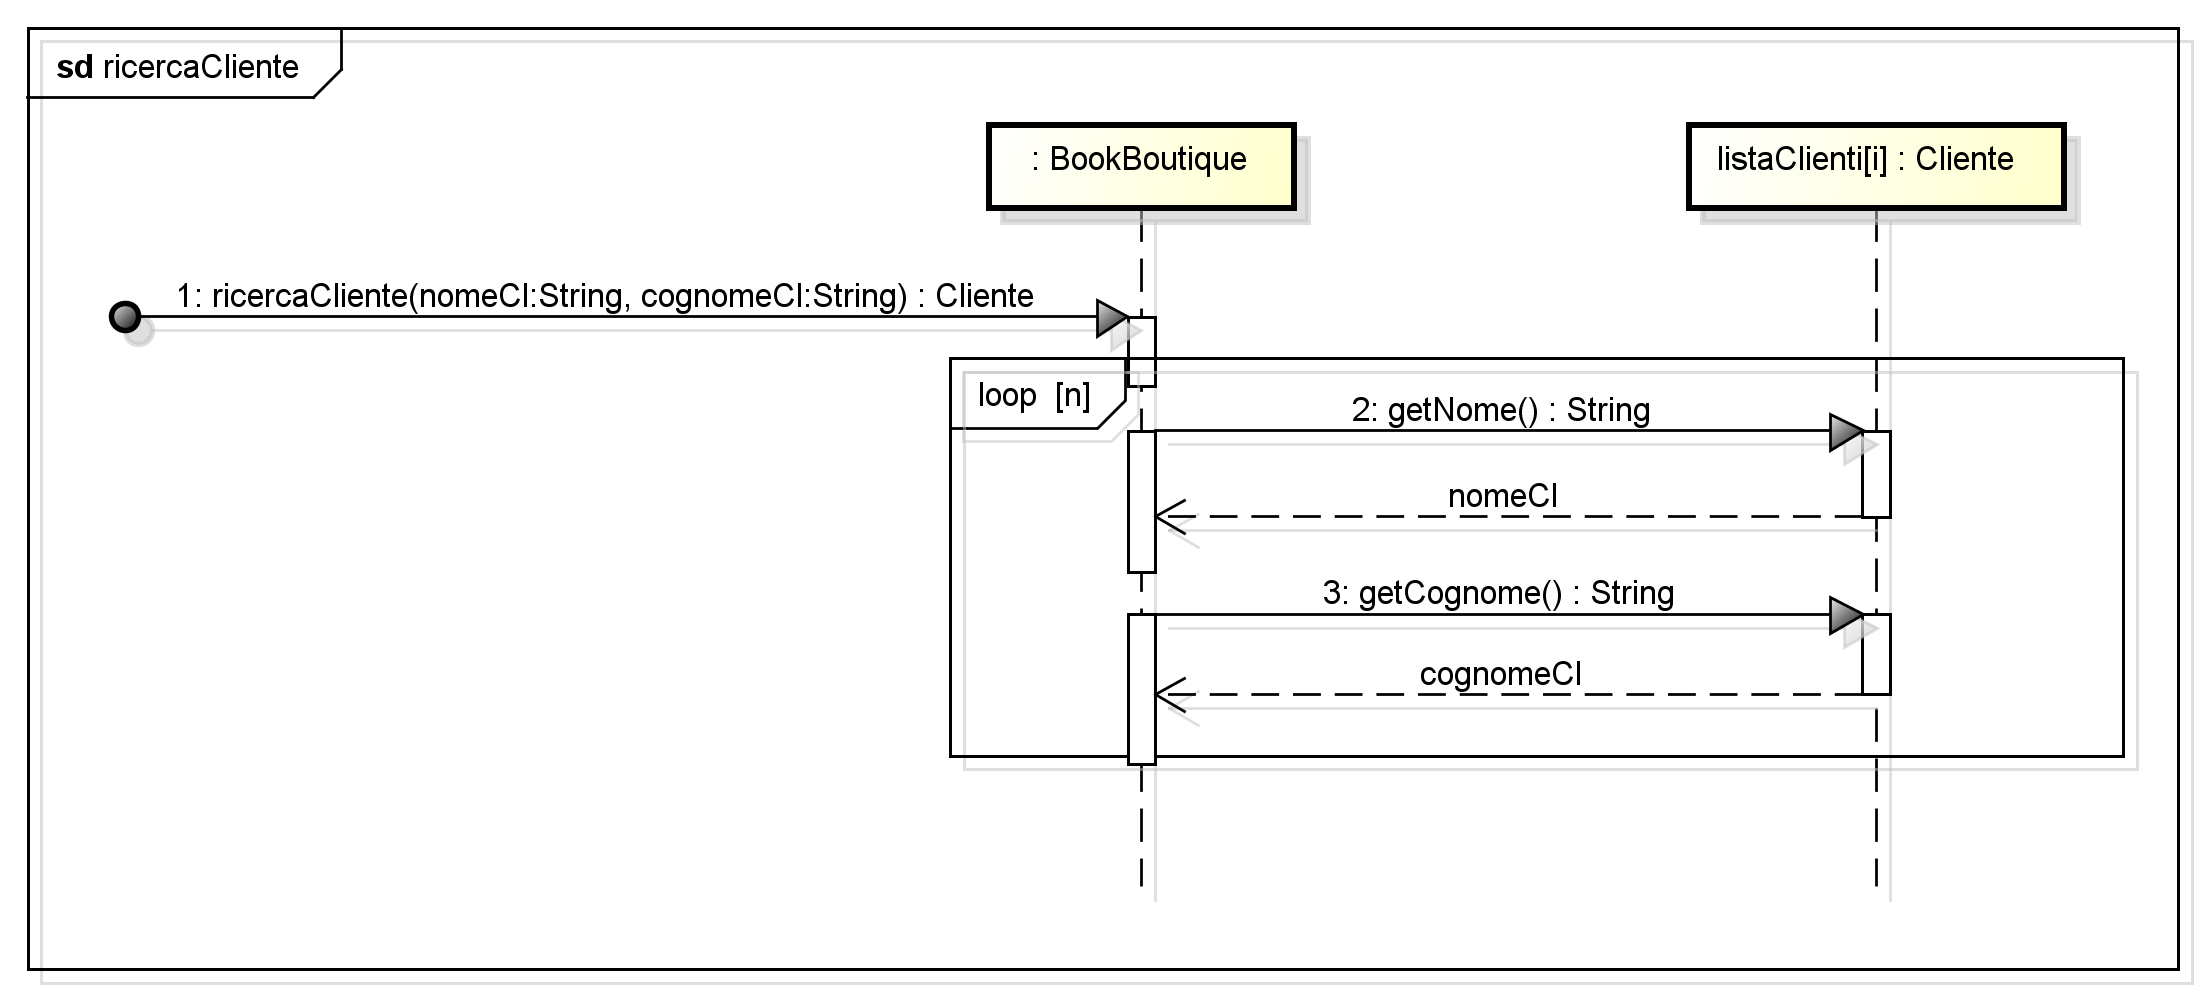 sd ricercaCliente
: BookBoutique
listaClienti[i] : Cliente
1: ricercaCliente(nomeCl:String, cognomeCl:String) : Cliente
loop [n]
2: getNome() : String
nomeCl
3: getCognome() : String
cognomeCl